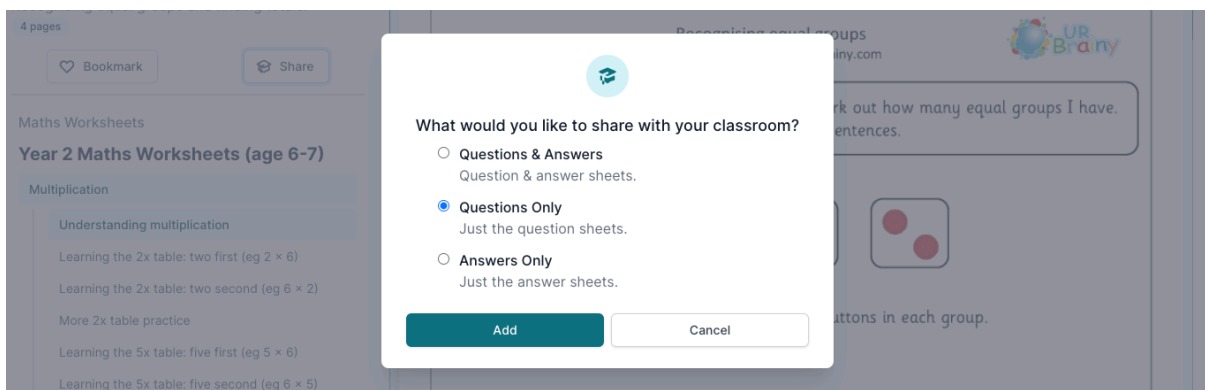 4 pages
Bookmark
Share
Maths Worksheets
Year 2 Maths Worksheets (age 6-7)
Multiplication
Understanding multiplication
Learning the 2x table: two first (eg 2 × 6)
Learning the 2x table: two second (eg 6 × 2)
More 2x table practice
Learning the 5x table: five first (eg 5 × 6)
Learning the 5x table: five second (eg 6 × 5)
What would you like to share with your classroom?
Questions & Answers
Question & answer sheets.
Questions Only
Just the question sheets.
Answers Only
Just the answer sheets.
Add
Cancel
Recognising equal groups
UR
Brainy
how many equal groups I have.
in each group.